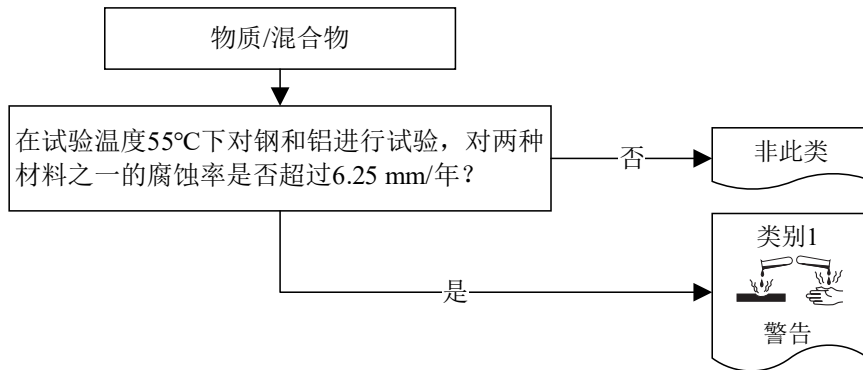 物质/混合物
在试验温度55℃下对钢和铝进行试验，对两种
材料之一的腐蚀率是否超过6.25 mm/年？
否
非此类
类别1
是
警告